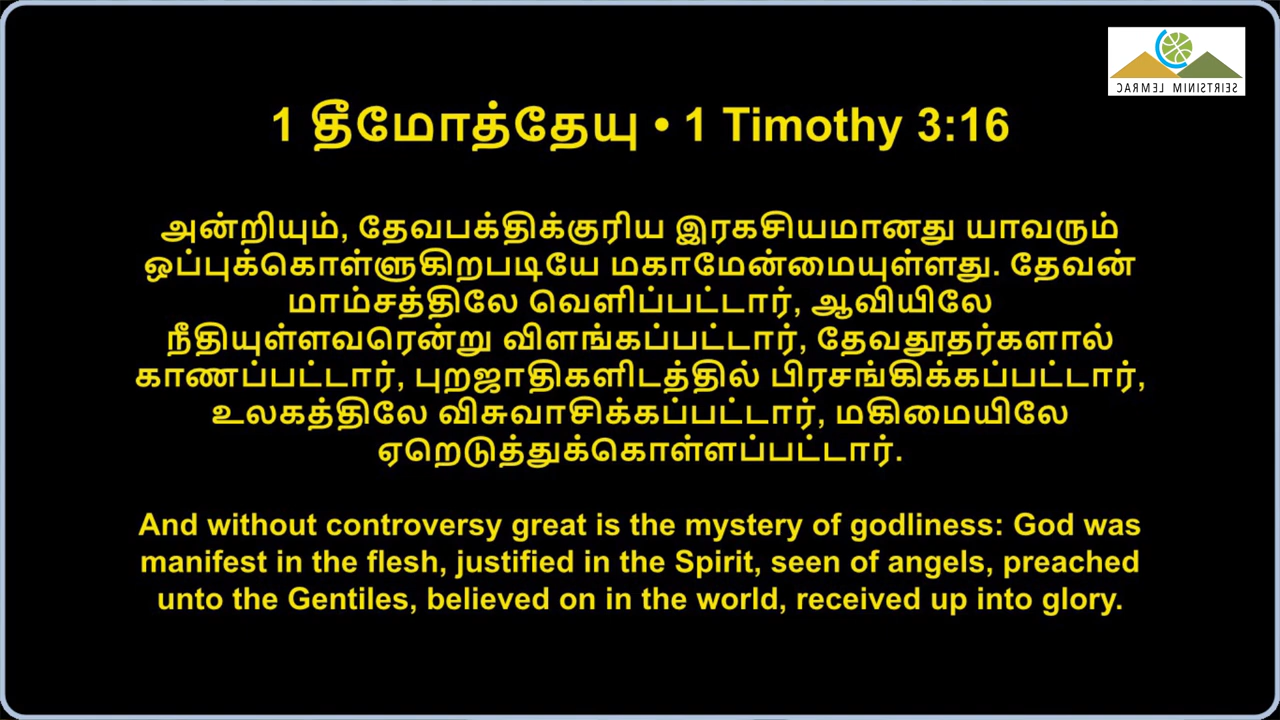 CARMEL MINISTRIES
1 தீமோத்தேயு • 1 Timothy 3:16
அன்றியும், தேவபக்திக்குரிய இரகசியமானது யாவரும்
ஒப்புக்கொள்ளுகிறபடியே மகாமேன்மையுள்ளது. தேவன்
மாம்சத்திலே வெளிப்பட்டார், ஆவியிலே
நீதியுள்ளவரென்று விளங்கப்பட்டார், தேவதூதர்களால்
காணப்பட்டார், புறஜாதிகளிடத்தில் பிரசங்கிக்கப்பட்டார்,
உலகத்திலே விசுவாசிக்கப்பட்டார், மகிமையிலே
ஏறெடுத்துக்கொள்ளப்பட்டார்.
And without controversy great is the mystery of godliness: God was
manifest in the flesh, justified in the Spirit, seen of angels, preached
unto the Gentiles, believed on in the world, received up into glory.